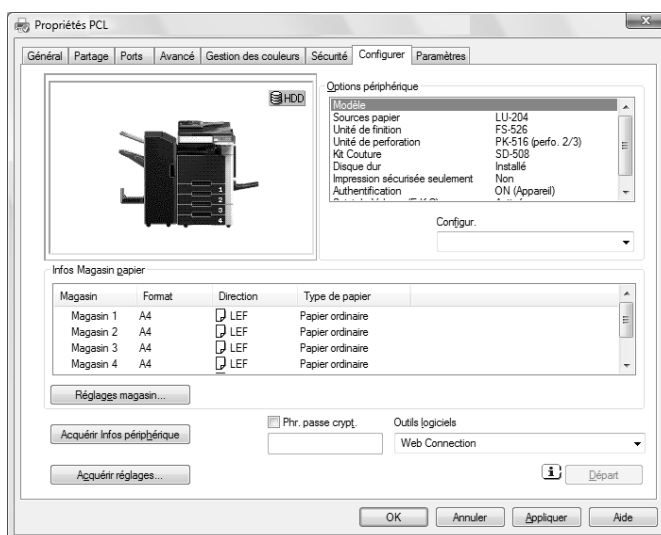 Propriétés PCL
Général Partage Ports Avancé Gestion des couleurs Sécurité Configurer Paramètres
HDD
1
2
3
4
Options périphérique
Modèle
Sources papier LU-204
Unité de finition FS-526
Unité de perforation PK-516 (perfo. 2/3)
Kit Couture SD-508
Disque dur Installé
Impression sécurisée seulement Non
Authentification ON (Appareil)
Configur.
Infos Magasin papier
Magasin Format Direction Type de papier
Magasin 1 A4 LEF Papier ordinaire
Magasin 2 A4 LEF Papier ordinaire
Magasin 3 A4 LEF Papier ordinaire
Magasin 4 A4 LEF Papier ordinaire
Réglages magasin...
Acquérir Infos périphérique
Phr. passe crypt.
Outils logiciels
Web Connection
Acquérir réglages...
Départ
OK Annuler Appliquer Aide